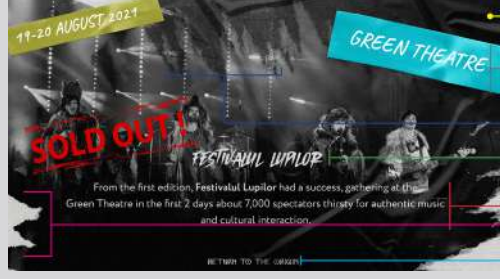 19-20 AUGUST 2021
GREEN THEATRE
SOLD OUT!
FESTIVALUL LUPILOR
From the first edition, Festivalul Lupilor had a success, gathering at the
Green Theatre in the first 2 days about 7,000 spectators thirsty for authentic music
and cultural interaction.
RETURN TO THE ORIGIN